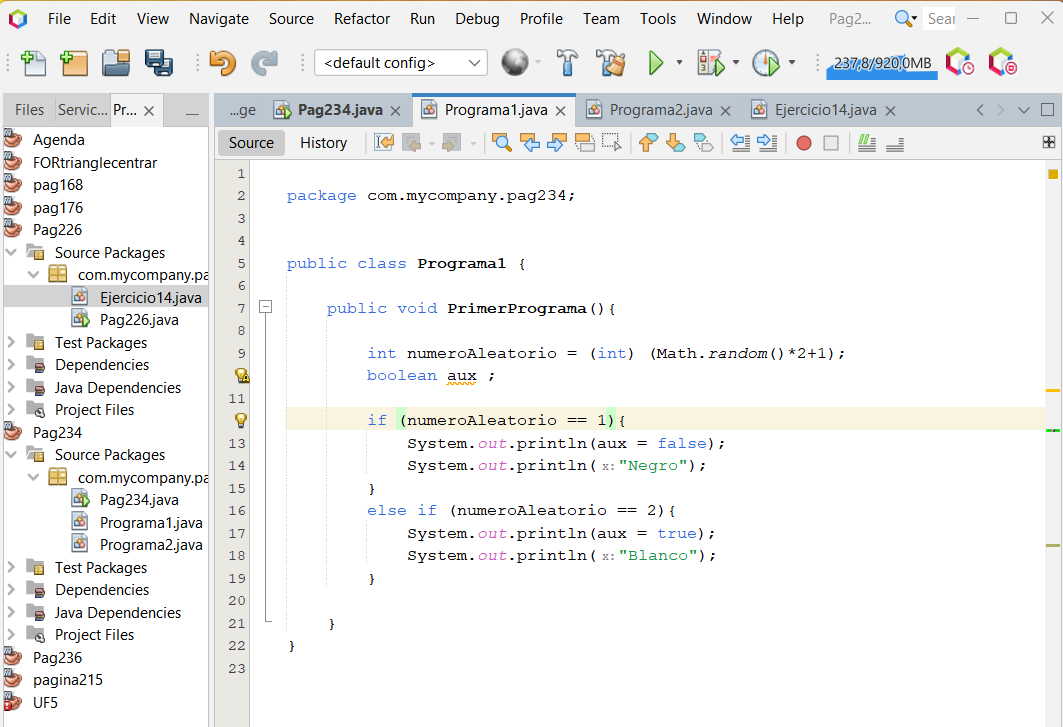 File Edit View Navigate Source Refactor Run Debug Profile Team Tools Window Help Pag2... Sear
<default config> 237,8/920,0MB
Files Servic... Pr... ...ge Pag234.java Programa1.java Programa2.java Ejercicio14.java
Source History
Agenda
FORtrianglecentrar
pag168
pag176
Pag226
Source Packages
com.mycompany.pa
Ejercicio14.java
Pag226.java
Test Packages
Dependencies
Java Dependencies
Project Files
Pag234
Source Packages
com.mycompany.pa
Pag234.java
Programa1.java
Programa2.java
Test Packages
Dependencies
Java Dependencies
Project Files
Pag236
pagina215
UF5
1
2 package com.mycompany.pag234;
3
4
5 public class Programa1 {
6
7 public void PrimerPrograma(){
8
9 int numeroAleatorio = (int) (Math.random()*2+1);
boolean aux ;
11
if (numeroAleatorio == 1){
13 System.out.println(aux = false);
14 System.out.println( x: "Negro");
15 }
16 else if (numeroAleatorio == 2){
17 System.out.println(aux = true);
18 System.out.println( x: "Blanco");
19 }
20
21 }
22 }
23